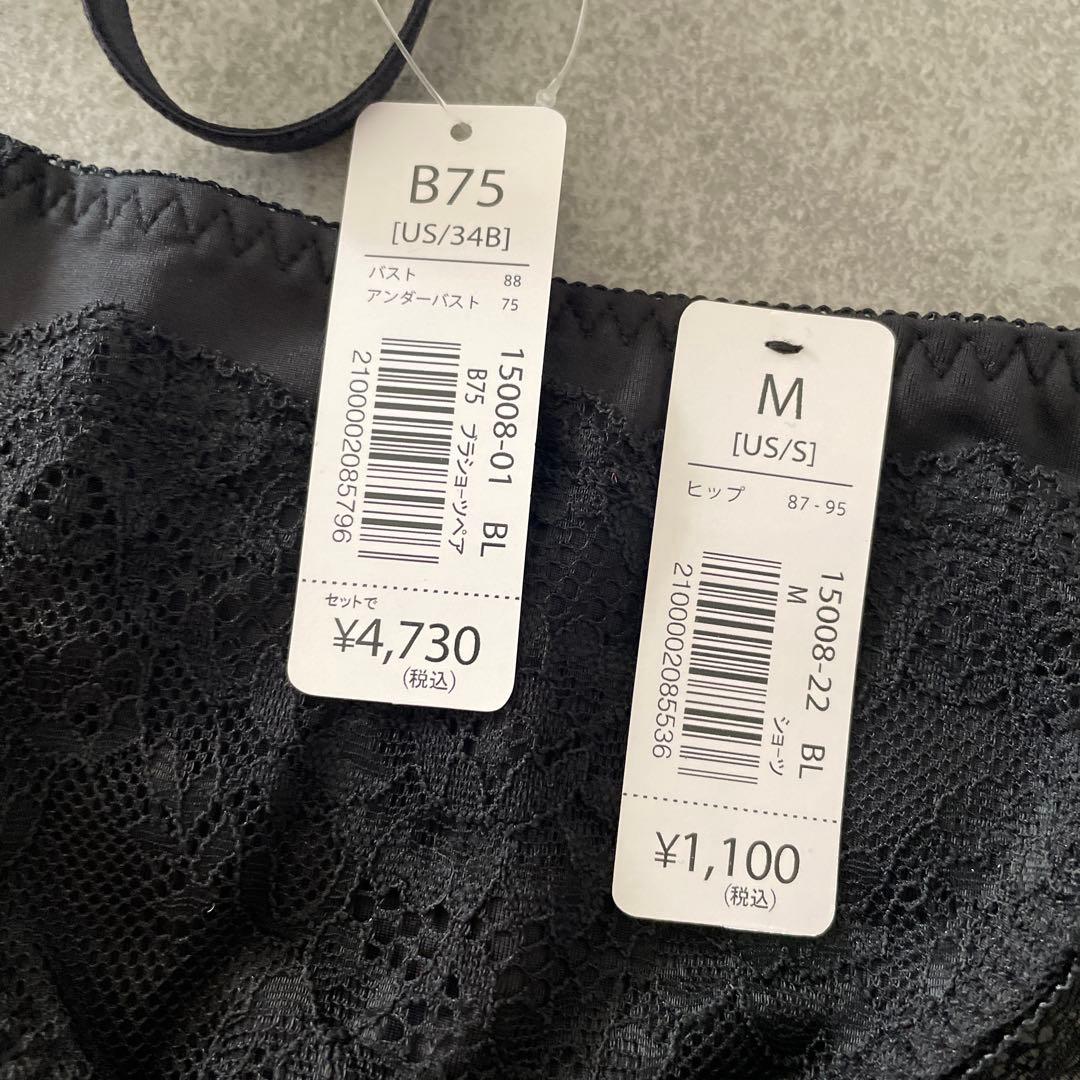 B75
[US/34B]
バスト 88
アンダーバスト 75
15008-01 BL
B75 ブラショーツペア
2100002085796
セットで
¥4,730
(税込)
M
[US/S]
ヒップ 87-95
15008-22 BL
M ショーツ
2100002085536
¥1,100
(税込)